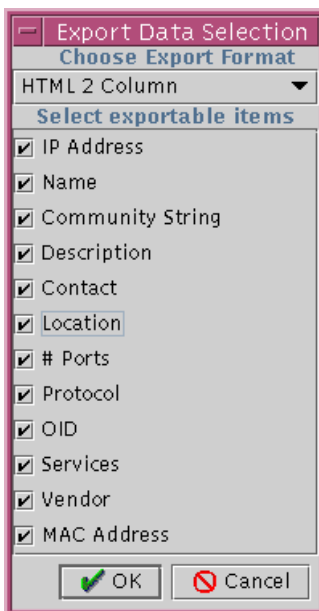 Export Data Selection
Choose Export Format
HTML 2 Column
Select exportable items
IP Address
Name
Community String
Description
Contact
Location
# Ports
Protocol
OID
Services
Vendor
MAC Address
OK Cancel